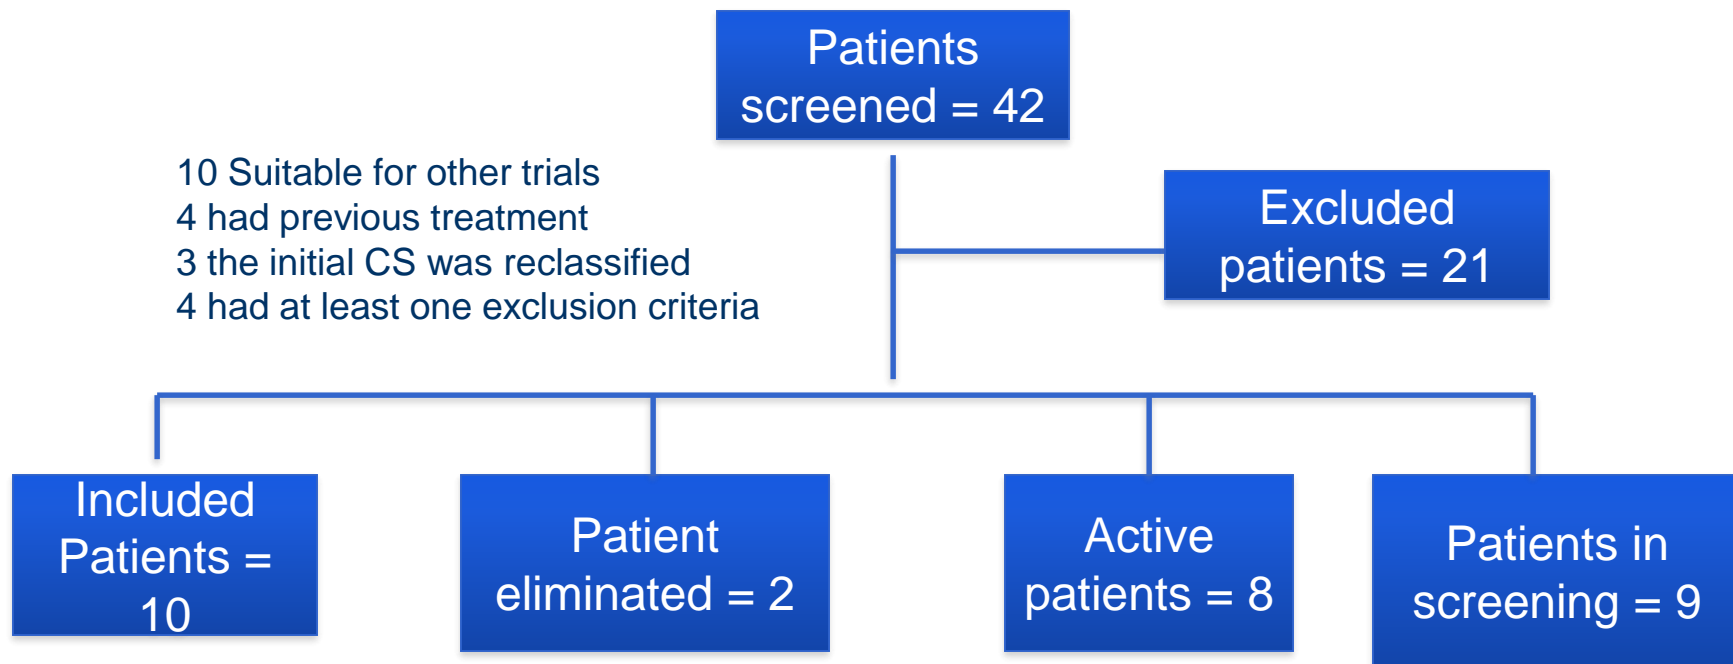 Patients
screened = 42
10 Suitable for other trials
4 had previous treatment
3 the initial CS was reclassified
4 had at least one exclusion criteria
Excluded
patients = 21
Included
Patients =
10
Patient
eliminated = 2
Active
patients = 8
Patients in
screening = 9